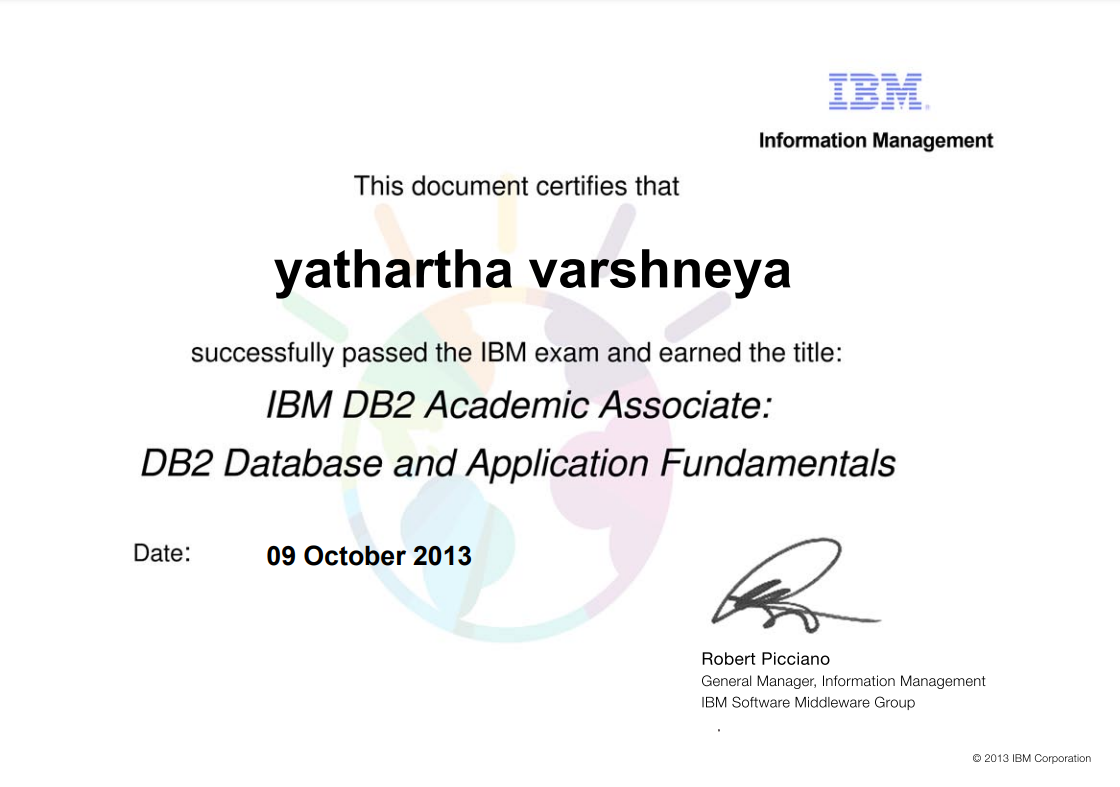 IBM®
Information Management
This document certifies that
yathartha varshneya
successfully passed the IBM exam and earned the title:
IBM DB2 Academic Associate:
DB2 Database and Application Fundamentals
Date: 09 October 2013
Robert Picciano
General Manager, Information Management
IBM Software Middleware Group
.
© 2013 IBM Corporation